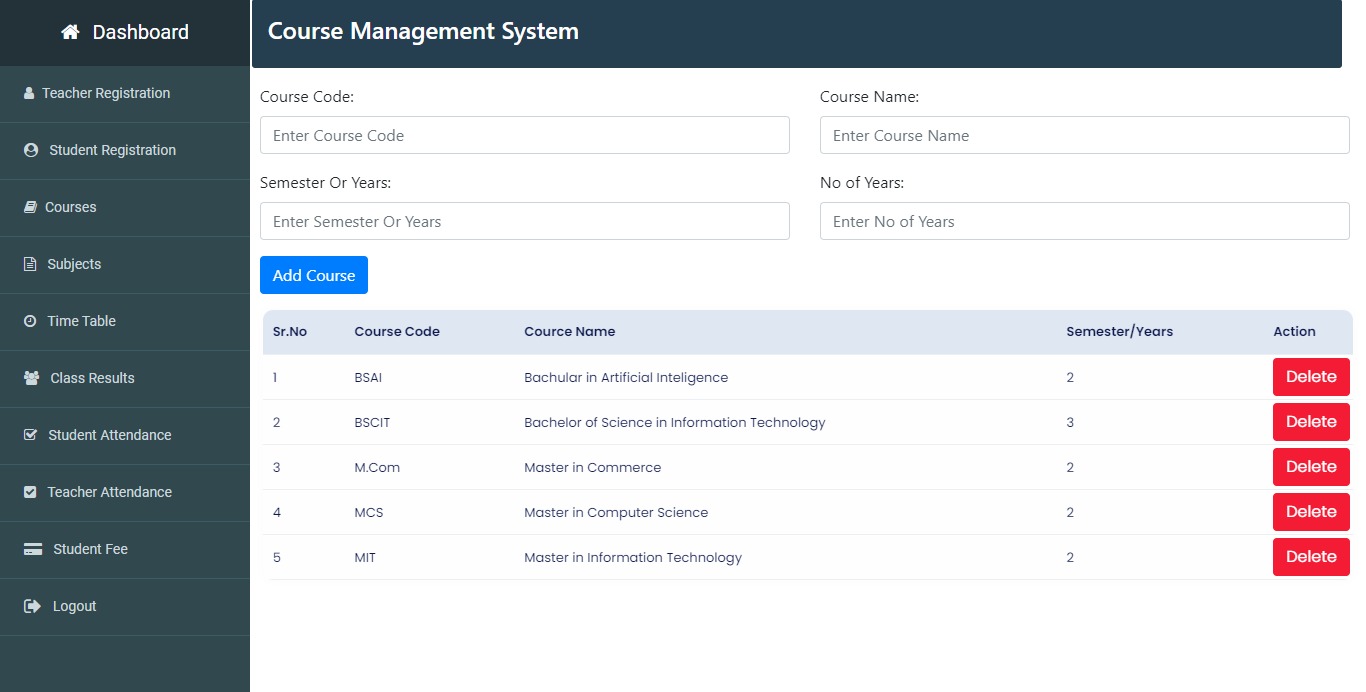 Dashboard
Teacher Registration
Student Registration
Courses
Subjects
Time Table
Class Results
Student Attendance
Teacher Attendance
Student Fee
Logout
Course Management System
Course Code: Course Name:
Enter Course Code Enter Course Name
Semester Or Years: No of Years:
Enter Semester Or Years Enter No of Years
Add Course
Sr.No Course Code Cource Name Semester/Years Action
1 BSAI Bachular in Artificial Inteligence 2 Delete
2 BSCIT Bachelor of Science in Information Technology 3 Delete
3 M.Com Master in Commerce 2 Delete
4 MCS Master in Computer Science 2 Delete
5 MIT Master in Information Technology 2 Delete